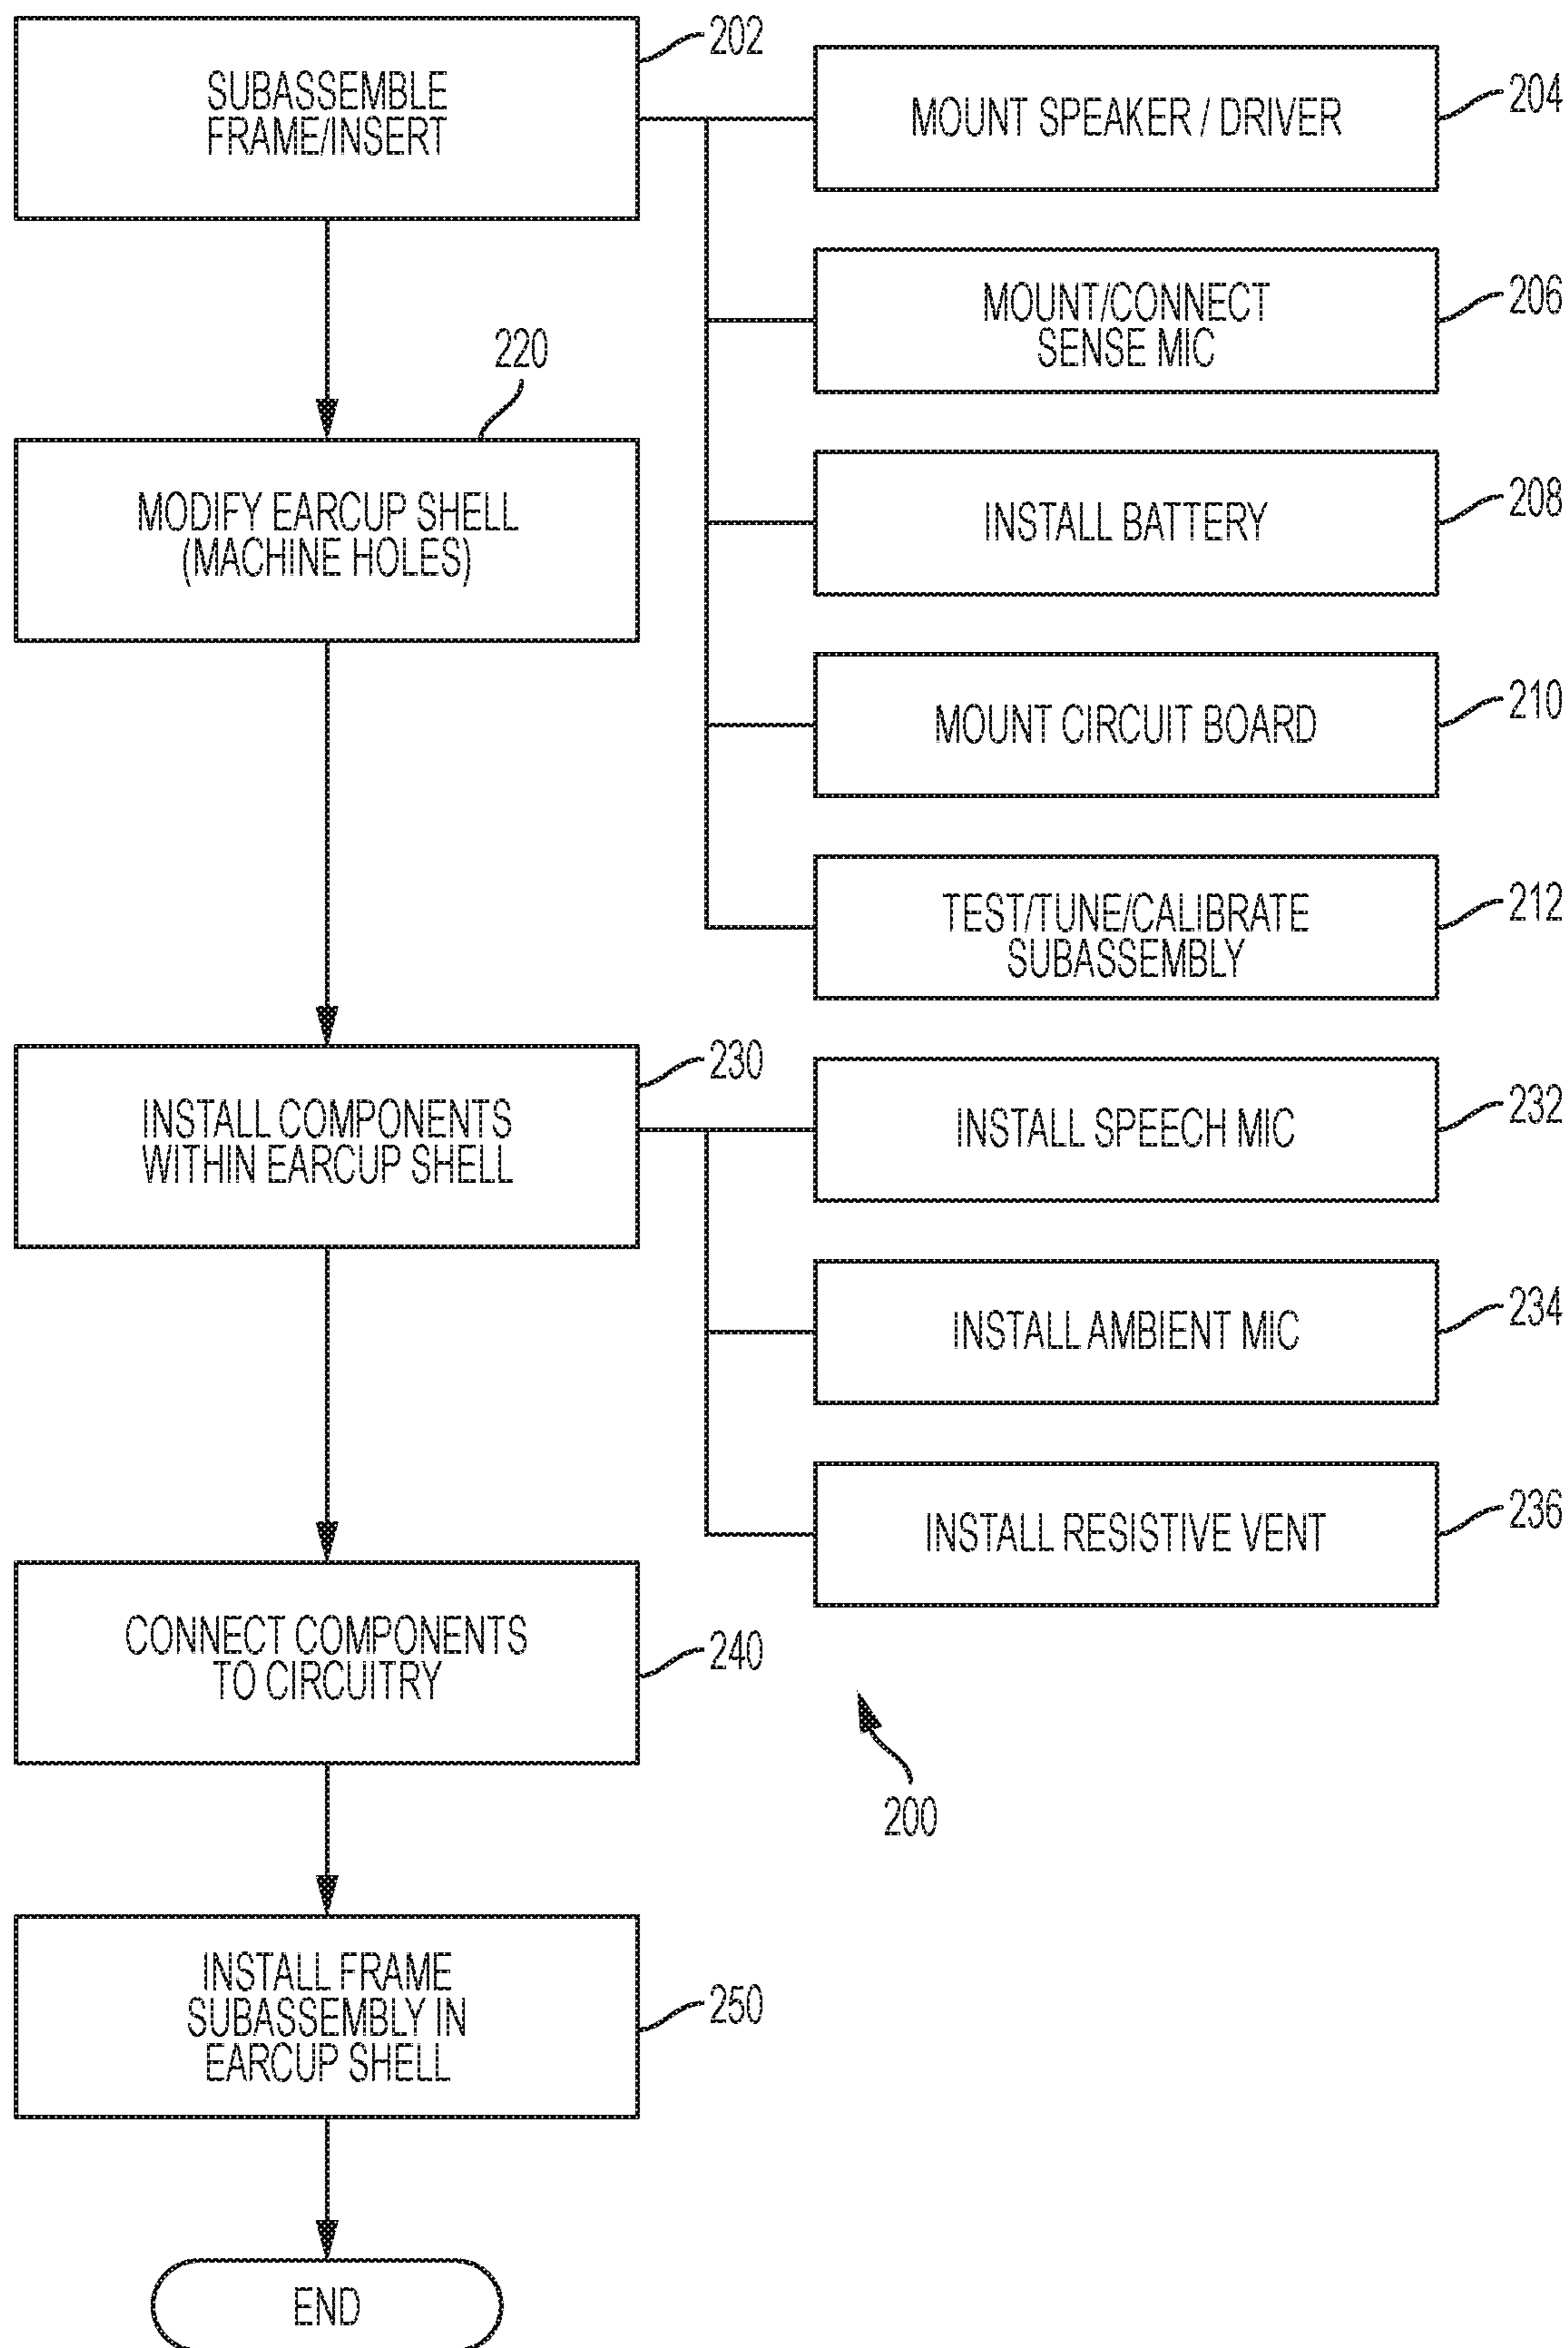 202
SUBASSEMBLE
FRAME/INSERT
MOUNT SPEAKER / DRIVER
204
MOUNT/CONNECT
SENSE MIC
206
220
MODIFY EARCUP SHELL
(MACHINE HOLES)
INSTALL BATTERY
208
MOUNT CIRCUIT BOARD
210
TEST/TUNE/CALIBRATE
SUBASSEMBLY
212
230
INSTALL COMPONENTS
WITHIN EARCUP SHELL
INSTALL SPEECH MIC
232
INSTALL AMBIENT MIC
234
INSTALL RESISTIVE VENT
236
CONNECT COMPONENTS
TO CIRCUITRY
240
200
INSTALL FRAME
SUBASSEMBLY IN
EARCUP SHELL
250
END